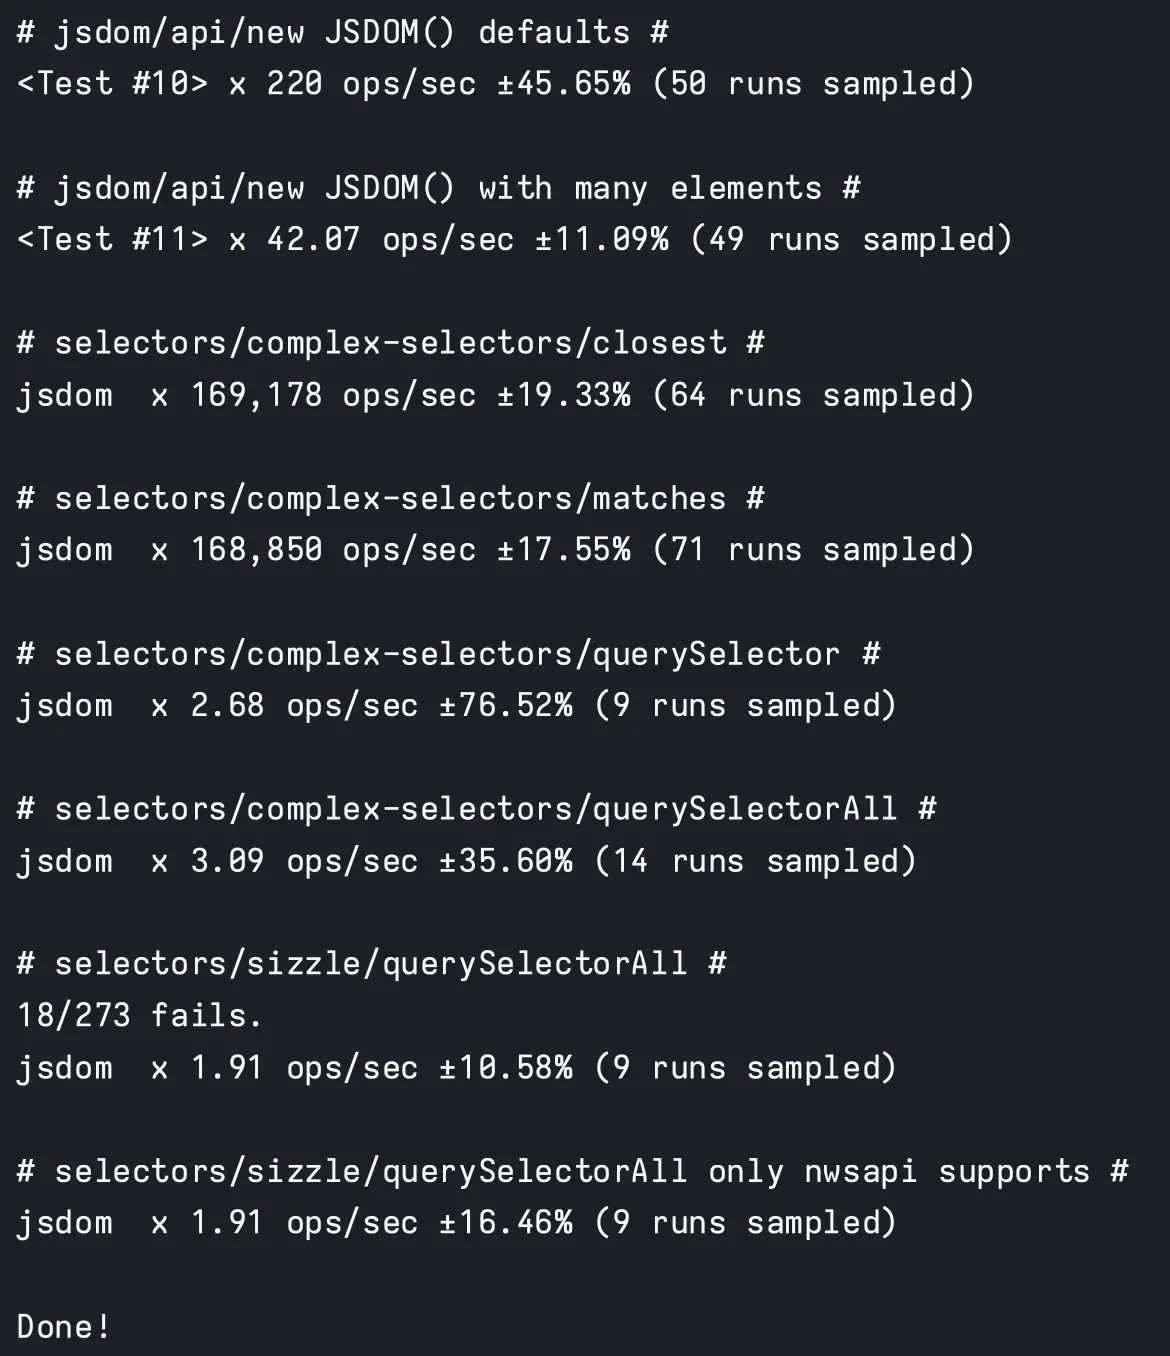 # jsdom/api/new JSDOM() defaults #
<Test #10> x 220 ops/sec ±45.65% (50 runs sampled)
# jsdom/api/new JSDOM() with many elements #
<Test #11> x 42.07 ops/sec ±11.09% (49 runs sampled)
# selectors/complex-selectors/closest #
jsdom  x 169,178 ops/sec ±19.33% (64 runs sampled)
# selectors/complex-selectors/matches #
jsdom  x 168,850 ops/sec ±17.55% (71 runs sampled)
# selectors/complex-selectors/querySelector #
jsdom  x 2.68 ops/sec ±76.52% (9 runs sampled)
# selectors/complex-selectors/querySelectorAll #
jsdom  x 3.09 ops/sec ±35.60% (14 runs sampled)
# selectors/sizzle/querySelectorAll #
18/273 fails.
jsdom  x 1.91 ops/sec ±10.58% (9 runs sampled)
# selectors/sizzle/querySelectorAll only nwsapi supports #
jsdom  x 1.91 ops/sec ±16.46% (9 runs sampled)
Done!